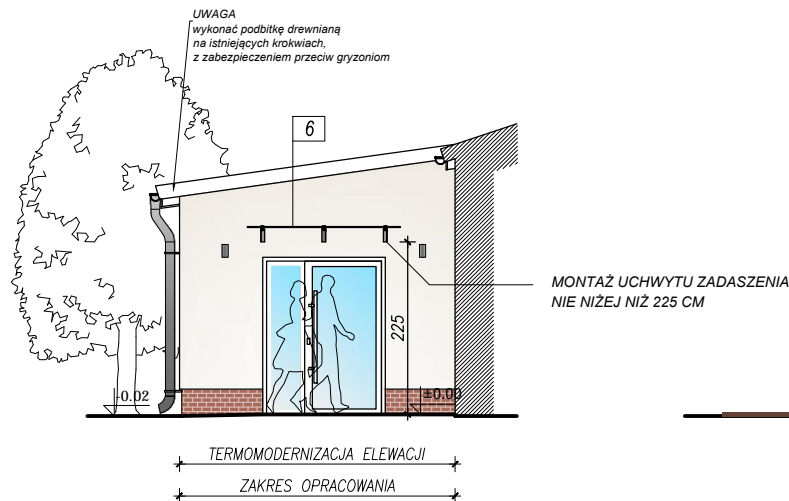 UWAGA
wykonać podbitkę drewnianą
na istniejących krokwiach,
z zabezpieczeniem przeciw gryzoniom
6
MONTAŻ UCHWYTU ZADASZENIA
NIE NIŻEJ NIŻ 225 CM
225
-0.02
±0.00
TERMOMODERNIZACJA ELEWACJI
ZAKRES OPRACOWANIA